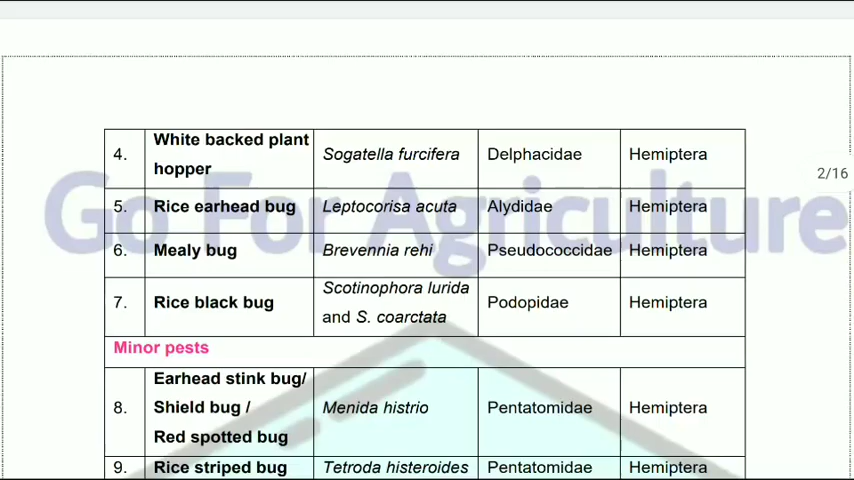 2/16
4. White backed plant hopper Sogatella furcifera Delphacidae Hemiptera
5. Rice earhead bug Leptocorisa acuta Alydidae Hemiptera
6. Mealy bug Brevennia rehi Pseudococcidae Hemiptera
7. Rice black bug Scotinophora lurida and S. coarctata Podopidae Hemiptera
Minor pests
8. Earhead stink bug/ Shield bug / Red spotted bug Menida histrio Pentatomidae Hemiptera
9. Rice striped bug Tetroda histeroides Pentatomidae Hemiptera
Go For Agriculture